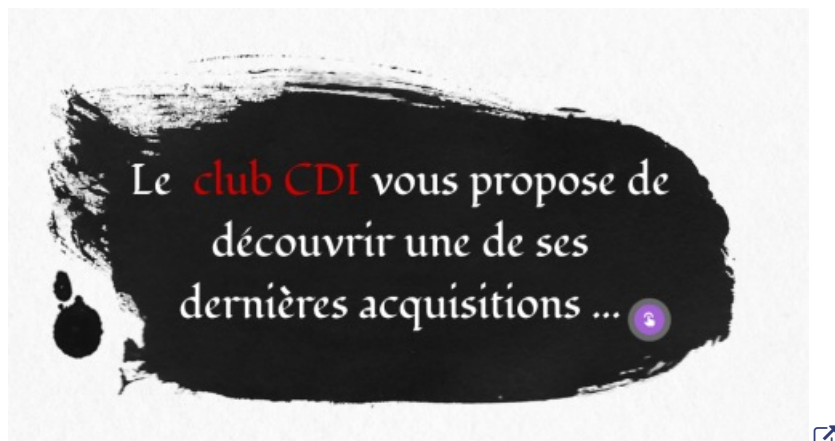 Le club CDI vous propose de
découvrir une de ses
dernières acquisitions ...